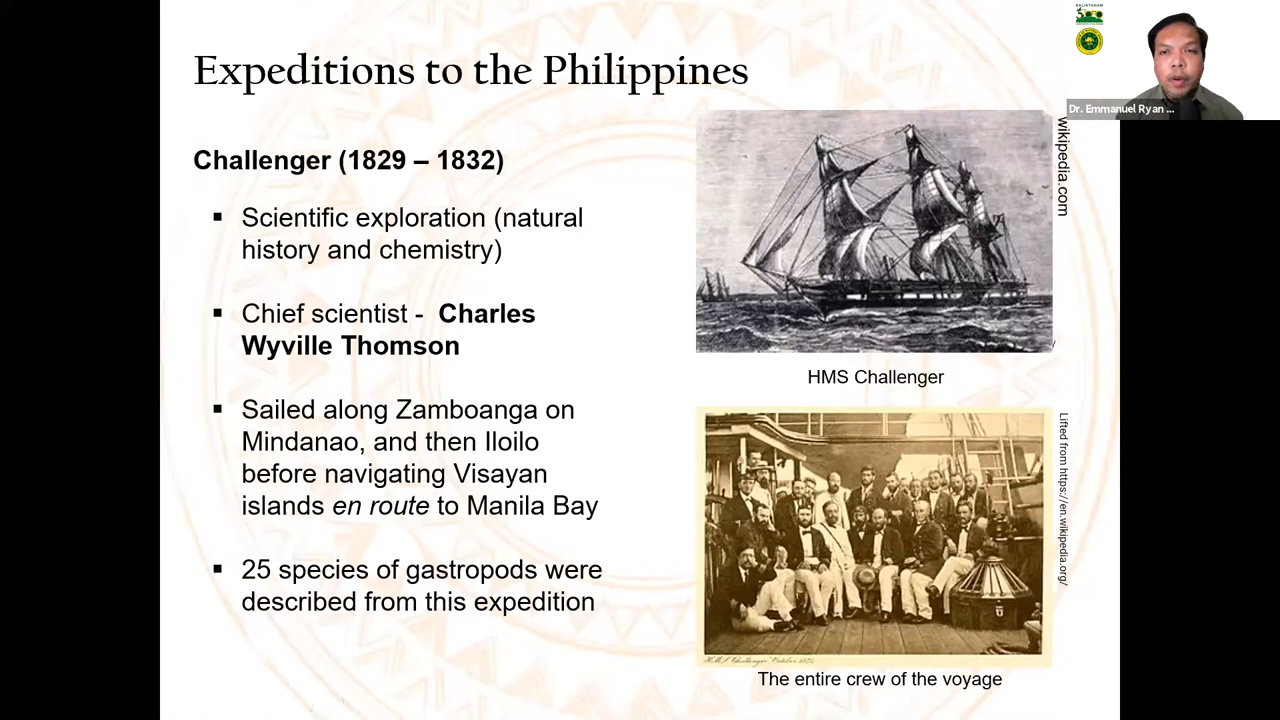 Expeditions to the Philippines
Challenger (1829 – 1832)
▪ Scientific exploration (natural
history and chemistry)
▪ Chief scientist - Charles
Wyville Thomson
▪ Sailed along Zamboanga on
Mindanao, and then Iloilo
before navigating Visayan
islands en route to Manila Bay
▪ 25 species of gastropods were
described from this expedition
wikipedia.com
HMS Challenger
Lifted from https://en.wikipedia.org/
The entire crew of the voyage
Dr. Emmanuel Ryan ...